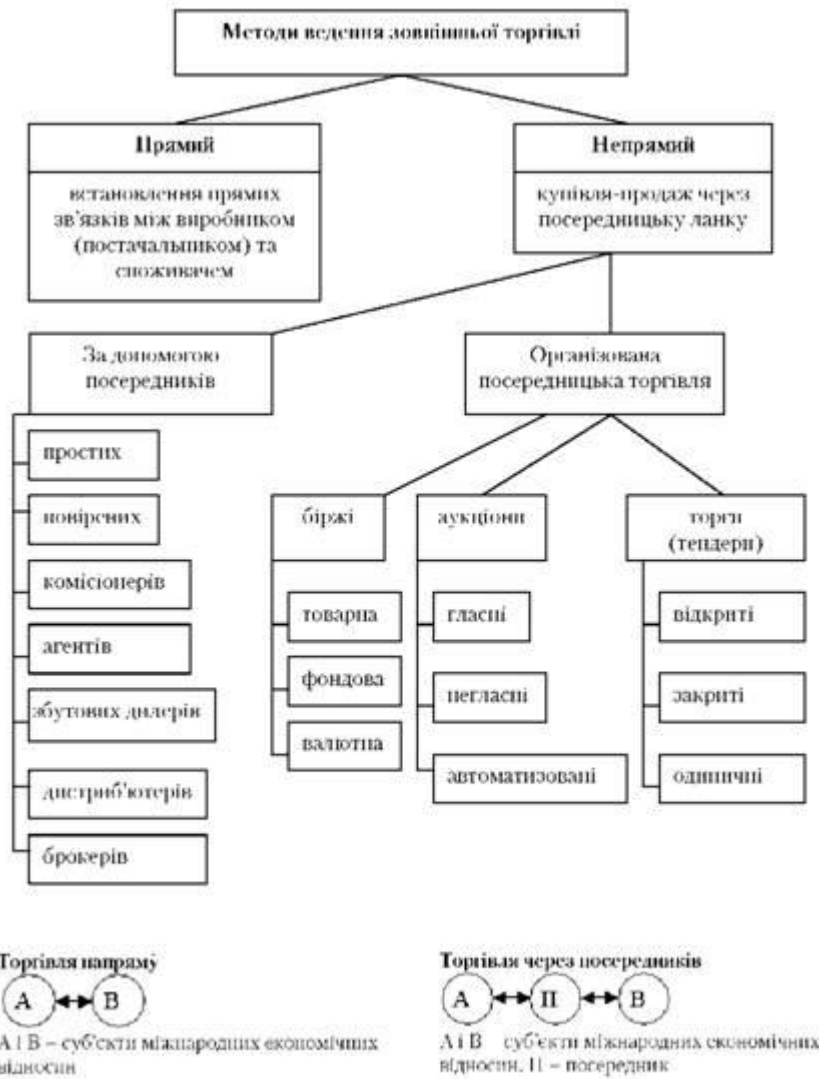 Методи ведення зовнішньої торгівлі
Прямий
встановлення прямих
зв'язків між виробником
(постачальником) та
споживачем
Непрямий
купівля-продаж через
посередницьку ланку
За допомогою
посередників
простих
повірених
комісіонерів
агентів
збутових дилерів
дистриб'ютерів
брокерів
Організована
посередницька торгівля
біржі
товарна
фондова
валютна
аукціони
гласні
негласні
автоматизовані
торги
(тендери)
відкриті
закриті
одиничні
Торгівля напряму
А
В
А і В – суб'єкти міжнародних економічних
відносин
Торгівля через посередників
А
П
В
А і В – суб'єкти міжнародних економічних
відносин, П – посередник